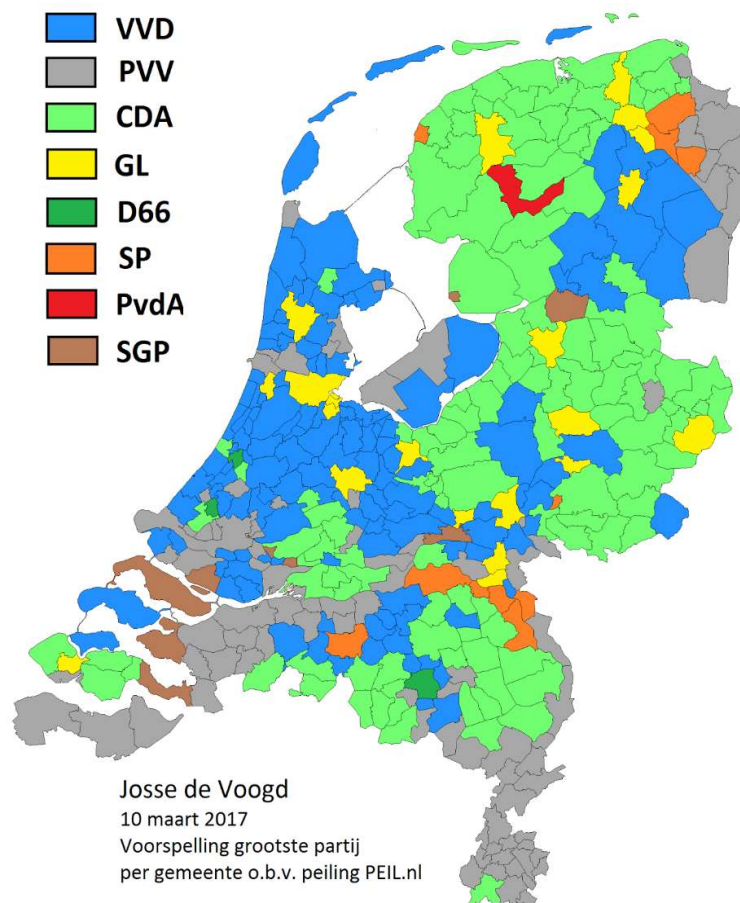 VVD
PVV
CDA
GL
D66
SP
PvdA
SGP
Josse de Voogd
10 maart 2017
Voorspelling grootste partij
per gemeente o.b.v. peiling PEIL.nl